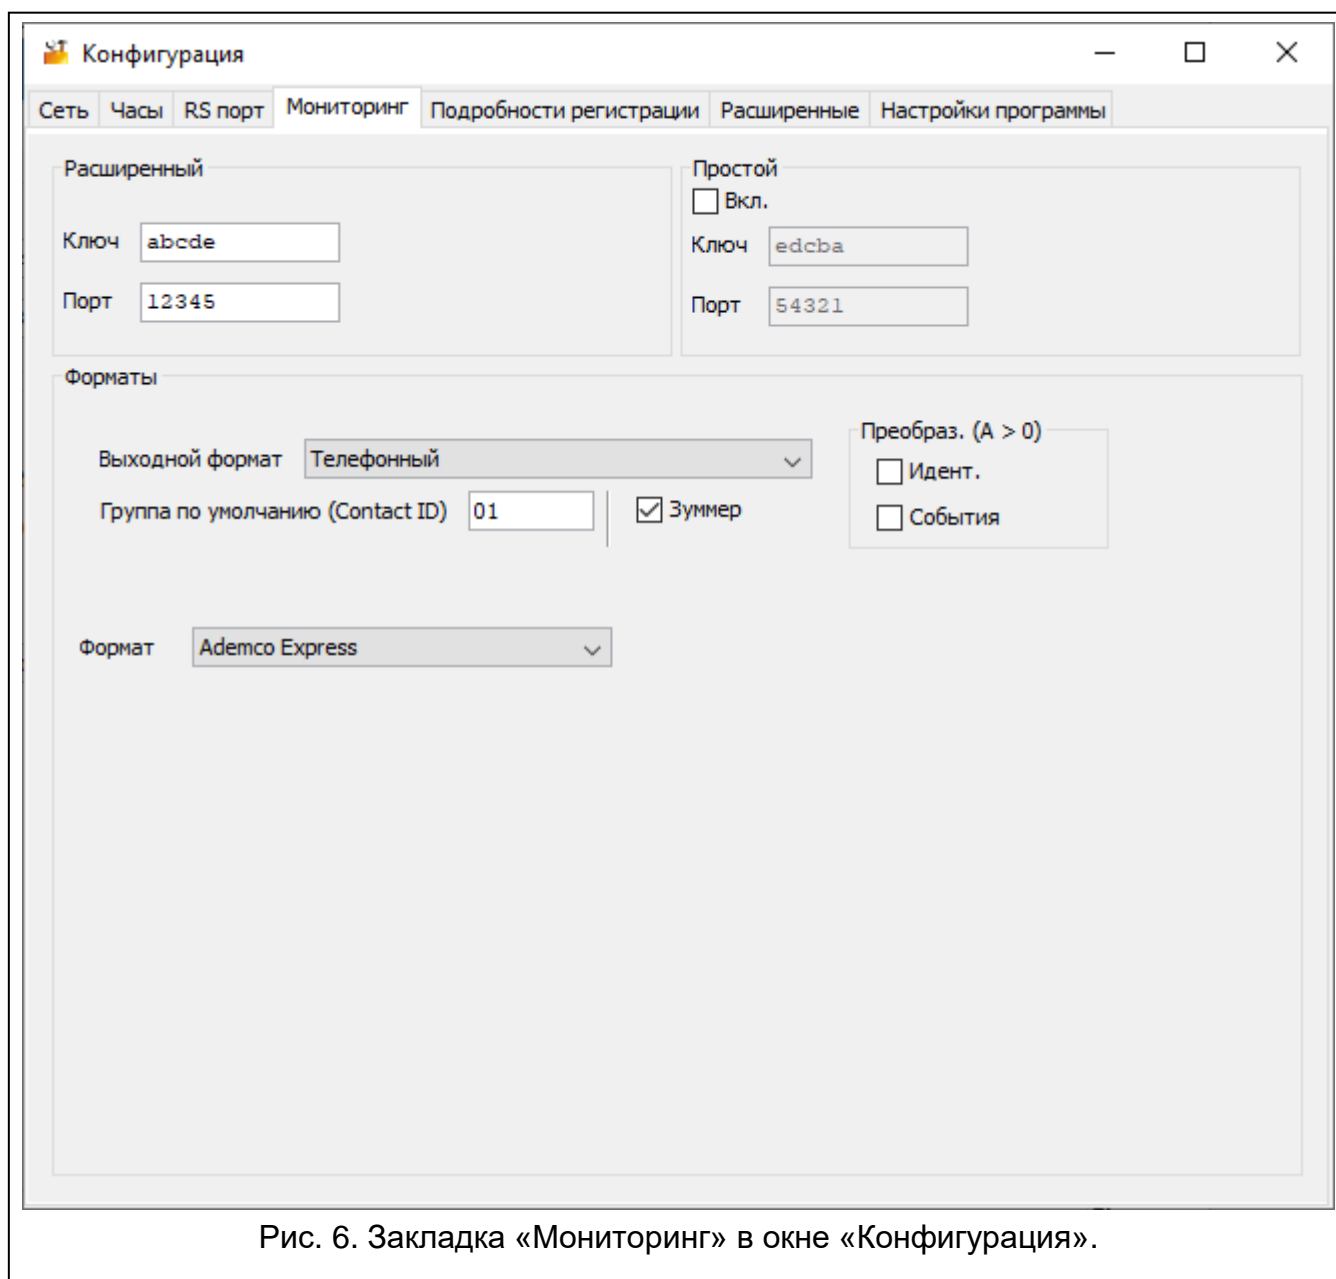 Конфигурация
Сеть Часы RS порт Мониторинг Подробности регистрации Расширенные Настройки программы
Расширенный
Ключ abcde
Порт 12345
Простой
Вкл.
Ключ edcba
Порт 54321
Форматы
Выходной формат Телефонный
Группа по умолчанию (Contact ID) 01
Зуммер
Преобраз. (A > 0)
Идент.
События
Формат Ademco Express
Рис. 6. Закладка «Мониторинг» в окне «Конфигурация».